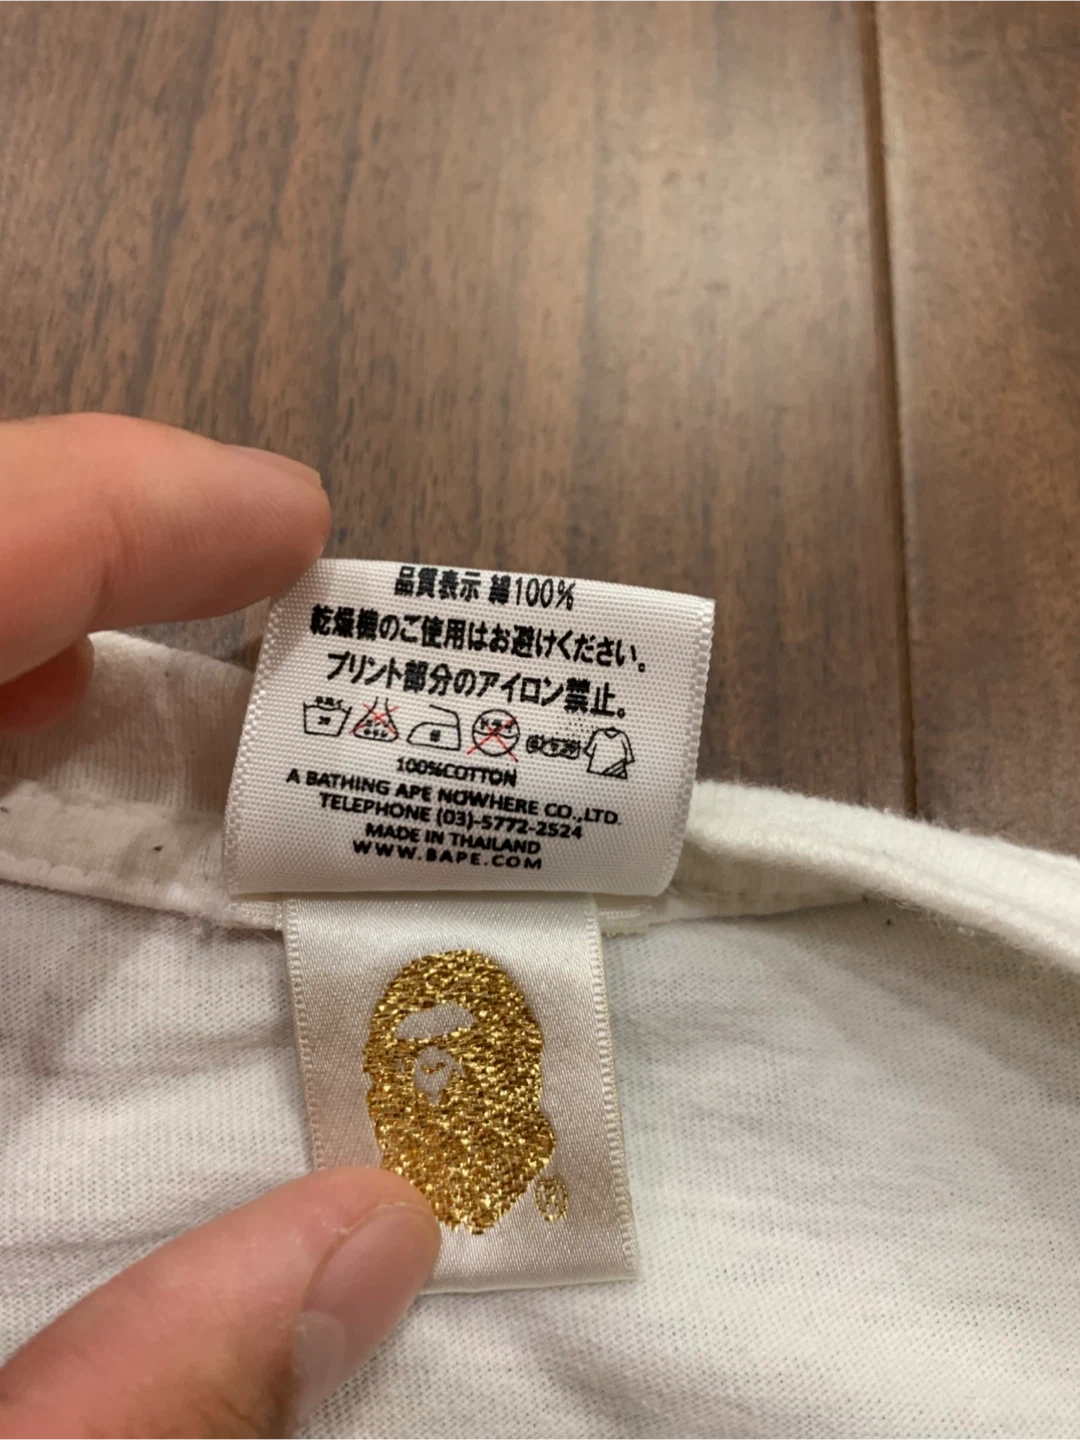 品質表示 綿100%
乾燥機のご使用はお避けください。
プリント部分のアイロン禁止。
100%COTTON
A BATHING APE NOWHERE CO.,LTD.
TELEPHONE (03)-5772-2524
MADE IN THAILAND
WWW.BAPE.COM
®